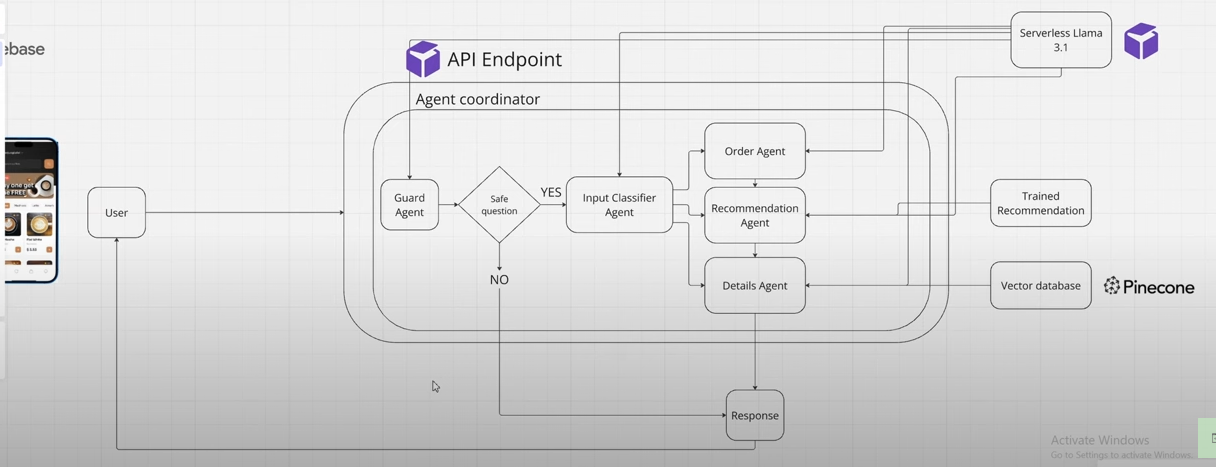 ebase
API Endpoint
Agent coordinator
Serverless Llama
3.1
User
Guard
Agent
Safe
question
YES
NO
Input Classifier
Agent
Order Agent
Recommendation
Agent
Details Agent
Trained
Recommendation
Vector database
Pinecone
Response
Activate Windows
Go to Settings to activate Windows.